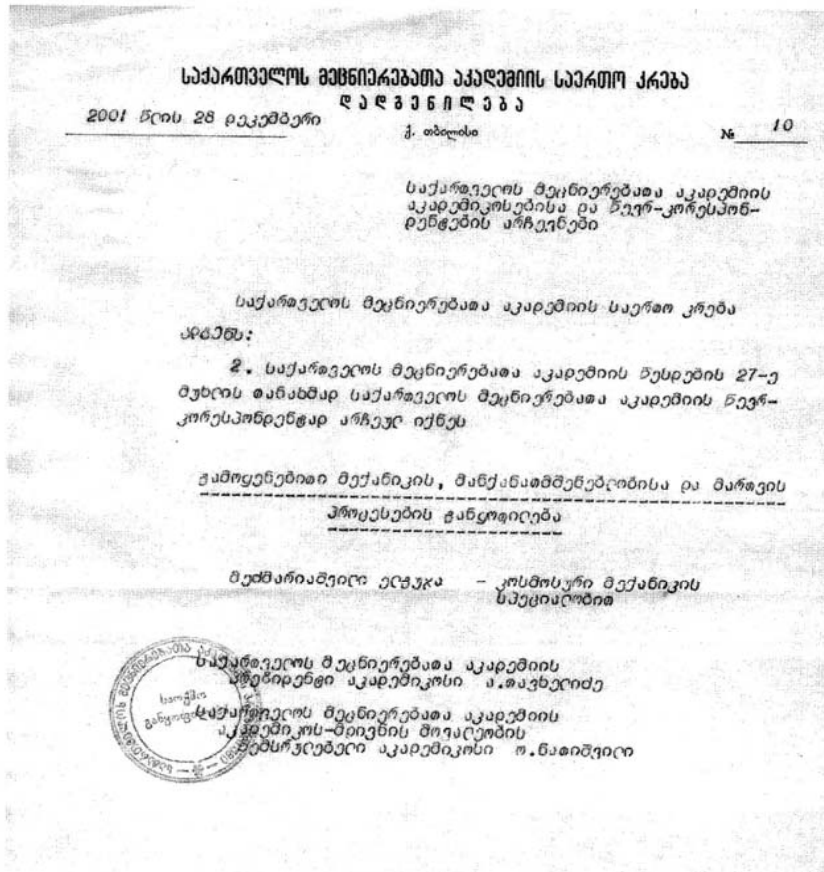 საქართველოს მეცნიერებათა აკადემიის საერთო კრება
დადგენილება
2001 წლის 28 დეკემბერი
ქ. თბილისი
№ 10
საქართველოს მეცნიერებათა აკადემიის
აკადემიკოსებისა და წევრ-კორესპონ-
დენტების არჩევნები
საქართველოს მეცნიერებათა აკადემიის საერთო კრება
ადგენს:
2. საქართველოს მეცნიერებათა აკადემიის წესდების 27-ე
მუხლის თანახმად საქართველოს მეცნიერებათა აკადემიის წევრ-
კორესპონდენტად არჩეულ იქნეს
გამოყენებითი მექანიკის, მანქანათმშენებლობისა და მართვის
პროცესების განყოფილება
მეძმარიაშვილი ელგუჯა - კოსმოსური მექანიკის
სპეციალობით
საქართველოს მეცნიერებათა აკადემიის
პრეზიდენტი აკადემიკოსი ა.თავხელიძე
საქართველოს მეცნიერებათა აკადემიის
აკადემიკოს-მდივნის მოვალეობის
შემსრულებელი აკადემიკოსი ო.ნათიშვილი
საოქმო